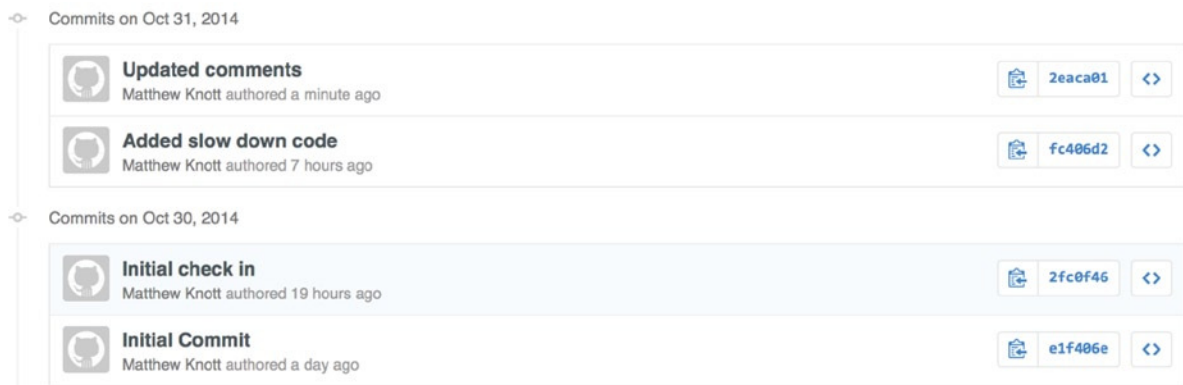 Commits on Oct 31, 2014
Updated comments
Matthew Knott authored a minute ago
2eaca01
Added slow down code
Matthew Knott authored 7 hours ago
fc406d2
Commits on Oct 30, 2014
Initial check in
Matthew Knott authored 19 hours ago
2fc0f46
Initial Commit
Matthew Knott authored a day ago
e1f406e